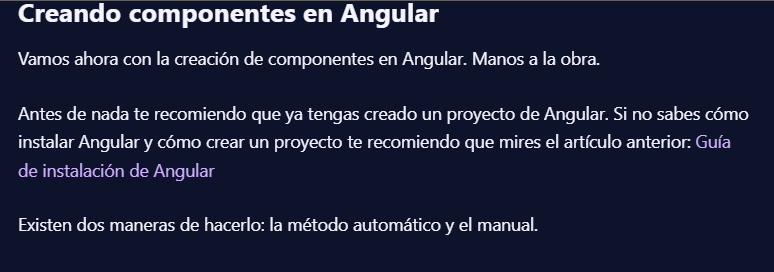 Creando componentes en Angular
Vamos ahora con la creación de componentes en Angular. Manos a la obra.
Antes de nada te recomiendo que ya tengas creado un proyecto de Angular. Si no sabes cómo
instalar Angular y cómo crear un proyecto te recomiendo que mires el artículo anterior: Guía
de instalación de Angular
Existen dos maneras de hacerlo: la método automático y el manual.